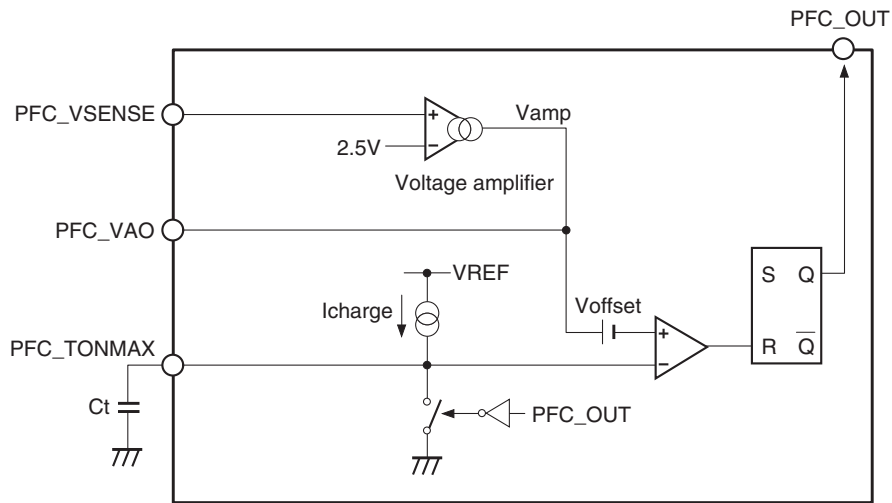 PFC_OUT
PFC_VSENSE
+
Vamp
2.5V
−
Voltage amplifier
PFC_VAO
VREF
S Q
Icharge
Voffset
+
PFC_TONMAX
−
R Q̅
Ct
PFC_OUT